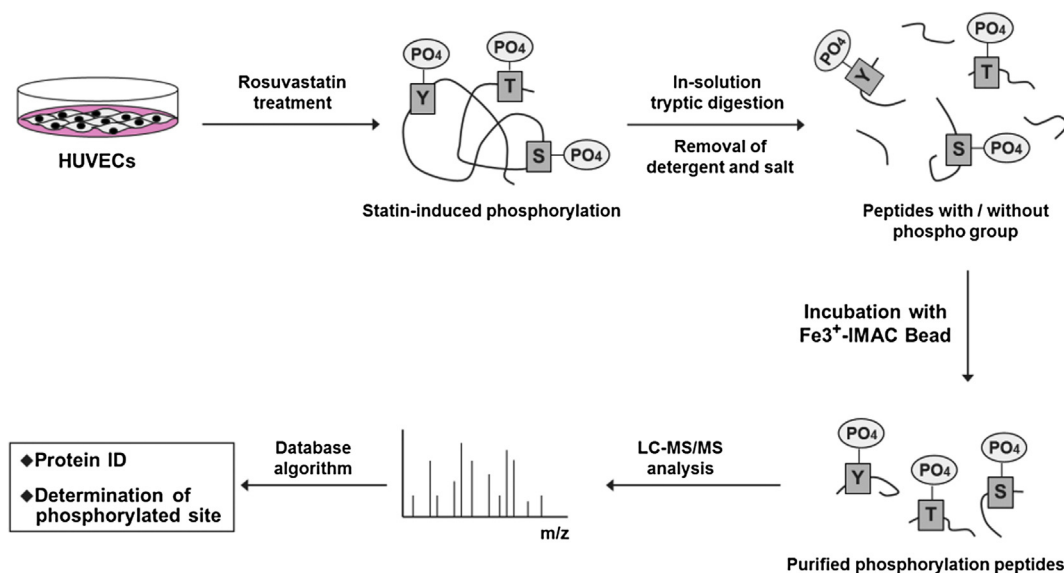 HUVECs
Rosuvastatin
treatment
PO₄
Y
PO₄
T
S
PO₄
Statin-induced phosphorylation
In-solution
tryptic digestion
Removal of
detergent and salt
PO₄
Y
PO₄
T
S
PO₄
Peptides with / without
phospho group
Incubation with
Fe3⁺-IMAC Bead
PO₄
Y
PO₄
T
PO₄
S
Purified phosphorylation peptides
LC-MS/MS
analysis
m/z
Database
algorithm
◆Protein ID
◆Determination of
phosphorylated site